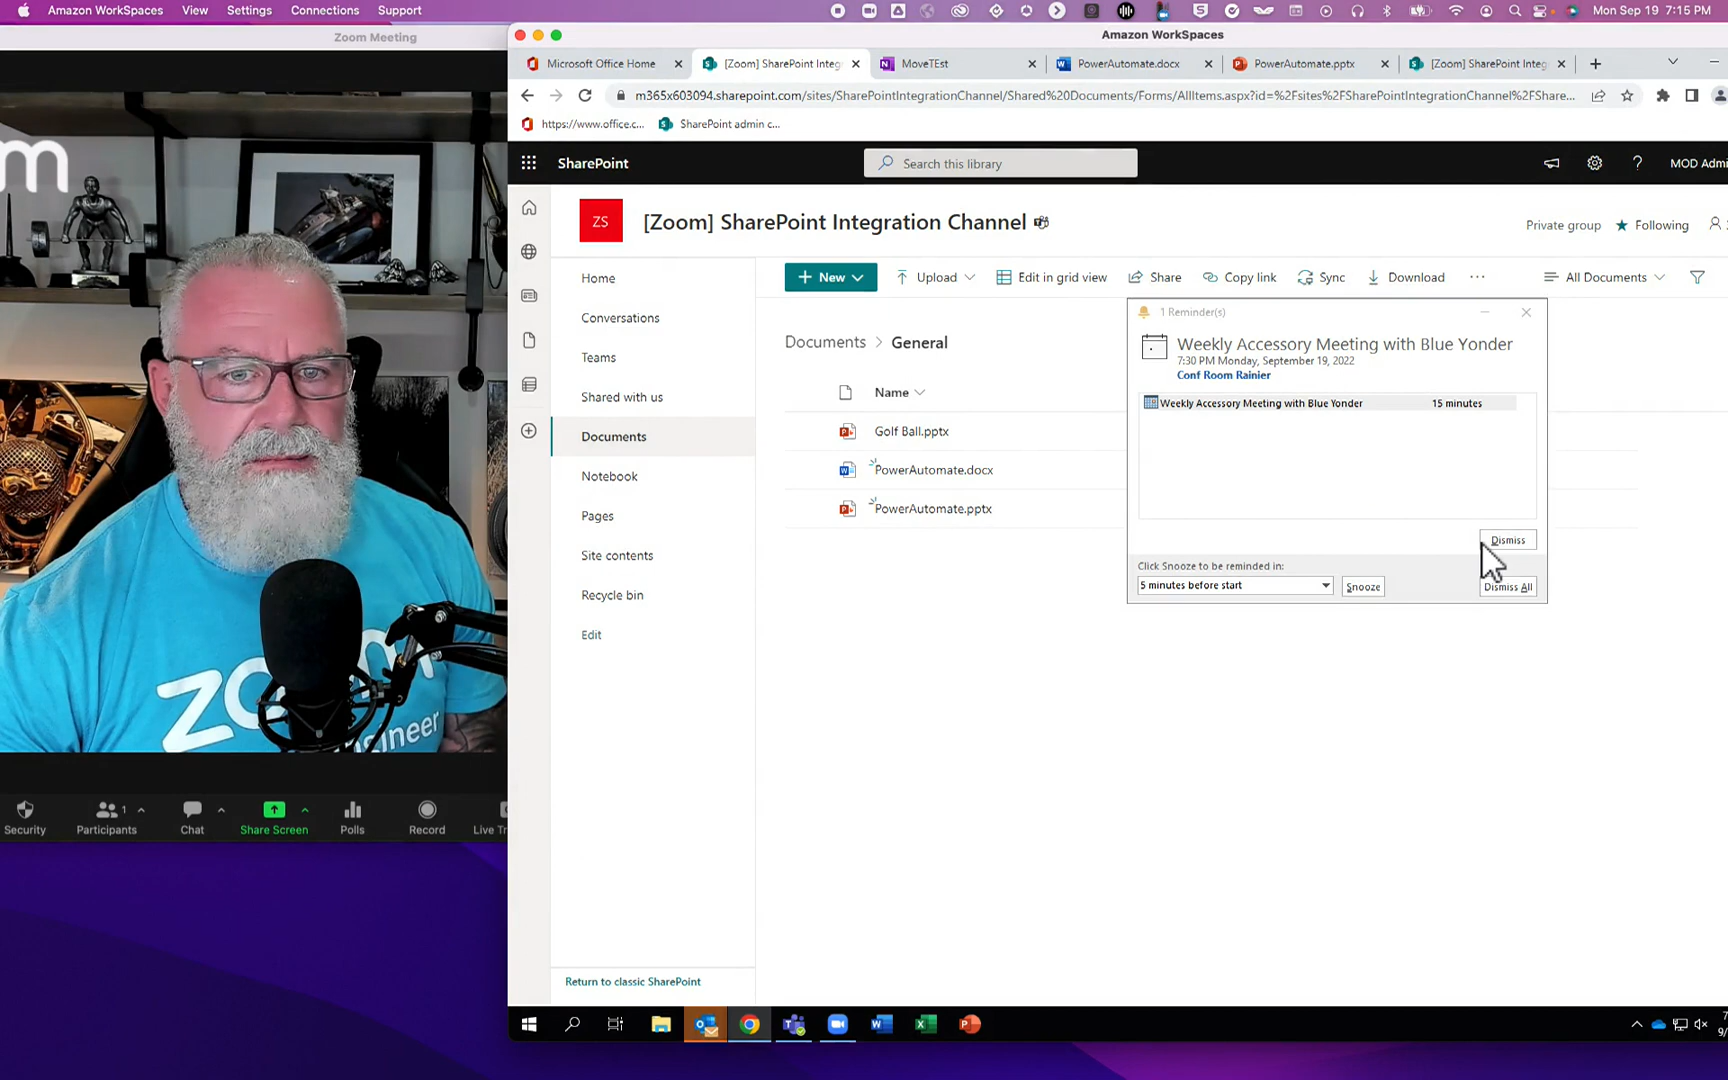 Amazon WorkSpaces View Settings Connections Support
Mon Sep 19 7:15 PM
Zoom Meeting
Amazon WorkSpaces
Microsoft Office Home
[Zoom] SharePoint Integ
MoveTEst
PowerAutomate.docx
PowerAutomate.pptx
[Zoom] SharePoint Integ
m365x603094.sharepoint.com/sites/SharePointIntegrationChannel/Shared%20Documents/Forms/AllItems.aspx?id=%2Fsites%2FSharePointIntegrationChannel%2FShare...
https://www.office.c...
SharePoint admin c...
SharePoint
Search this library
MOD Admi
ZS
[Zoom] SharePoint Integration Channel
Private group
Following
New
Upload
Edit in grid view
Share
Copy link
Sync
Download
...
All Documents
Home
Conversations
Teams
Shared with us
Documents
Notebook
Pages
Site contents
Recycle bin
Edit
Return to classic SharePoint
Documents > General
Name
Golf Ball.pptx
PowerAutomate.docx
PowerAutomate.pptx
1 Reminder(s)
Weekly Accessory Meeting with Blue Yonder
7:30 PM Monday, September 19, 2022
Conf Room Rainier
Weekly Accessory Meeting with Blue Yonder 15 minutes
Dismiss
Click Snooze to be reminded in:
5 minutes before start
Snooze
Dismiss All
om
zoom
engineer
Security
Participants
1
Chat
Share Screen
Polls
Record
Live Tr